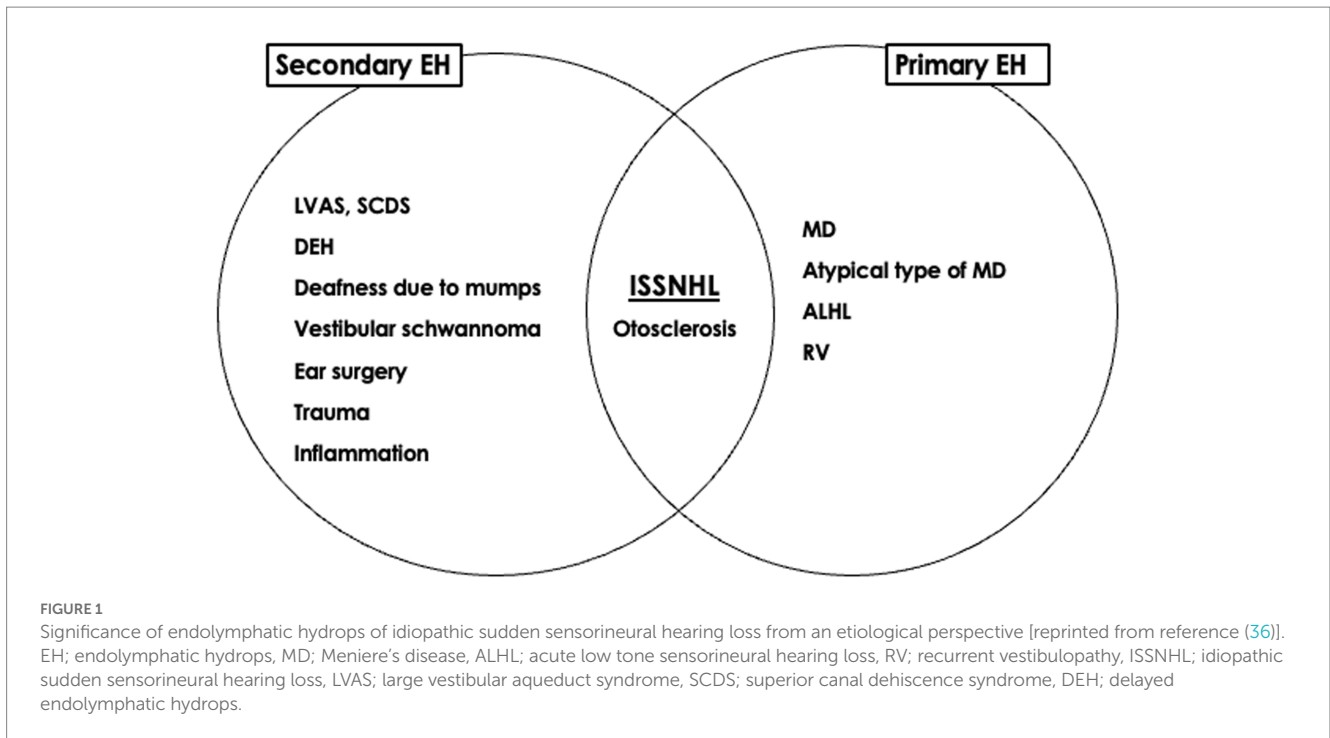 Secondary EH
Primary EH
LVAS, SCDS
DEH
Deafness due to mumps
Vestibular schwannoma
Ear surgery
Trauma
Inflammation
ISSNHL
Otosclerosis
MD
Atypical type of MD
ALHL
RV
FIGURE 1
Significance of endolymphatic hydrops of idiopathic sudden sensorineural hearing loss from an etiological perspective [reprinted from reference (36)].
EH; endolymphatic hydrops, MD; Meniere's disease, ALHL; acute low tone sensorineural hearing loss, RV; recurrent vestibulopathy, ISSNHL; idiopathic
sudden sensorineural hearing loss, LVAS; large vestibular aqueduct syndrome, SCDS; superior canal dehiscence syndrome, DEH; delayed
endolymphatic hydrops.